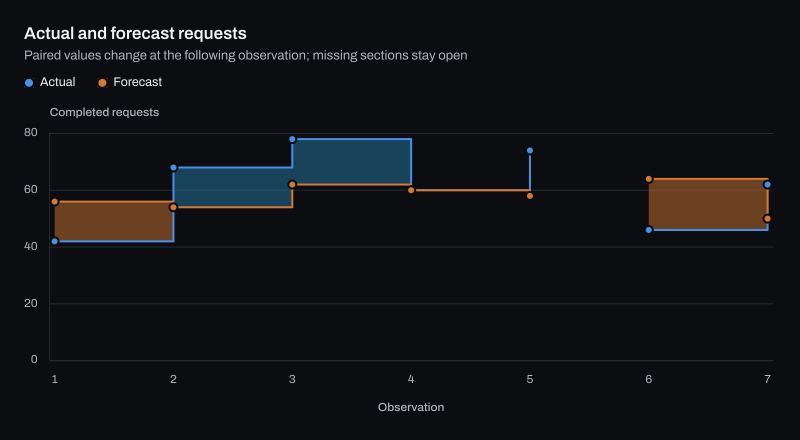 Actual and forecast requests
Paired values change at the following observation; missing sections stay open
Actual Forecast
Completed requests
80
60
40
20
0
1 2 3 4 5 6 7
Observation